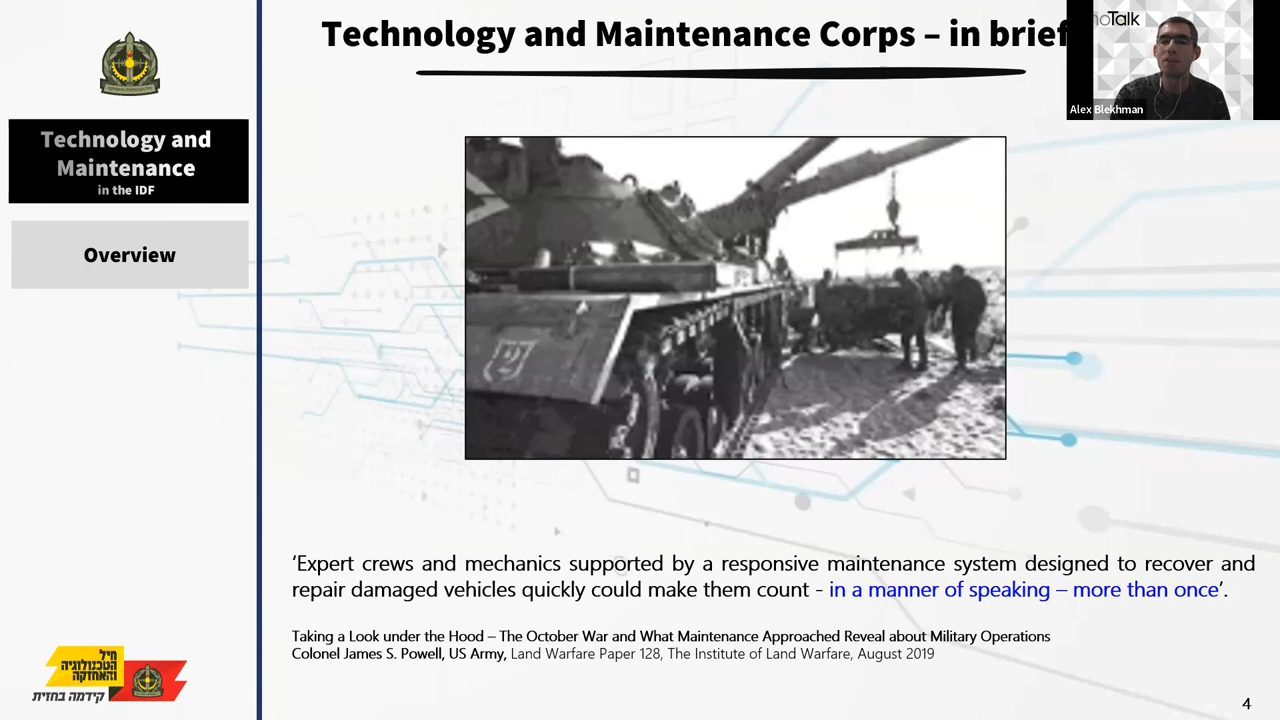 Technology and Maintenance Corps – in brief
noTalk
Alex Blekhman
Technology and
Maintenance
in the IDF
Overview
‘Expert crews and mechanics supported by a responsive maintenance system designed to recover and
repair damaged vehicles quickly could make them count - in a manner of speaking – more than once’.
Taking a Look under the Hood – The October War and What Maintenance Approached Reveal about Military Operations
Colonel James S. Powell, US Army, Land Warfare Paper 128, The Institute of Land Warfare, August 2019
חיל
הטכנולוגיה
והאחזקה
קידמה בחזית
4